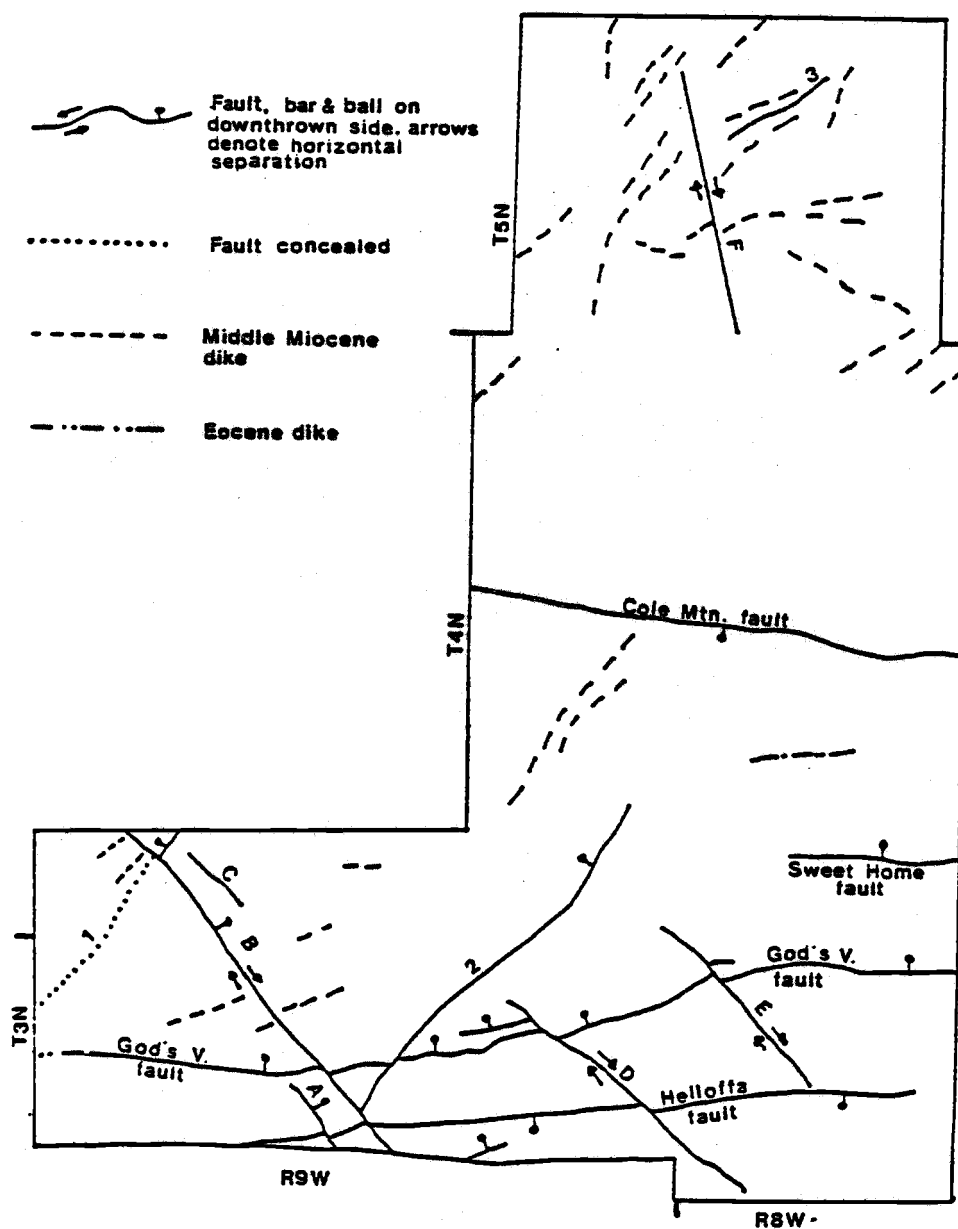 Fault, bar & ball on
downthrown side. arrows
denote horizontal
separation
Fault concealed
Middle Miocene
dike
Eocene dike
3
T5N
F
Cole Mtn. fault
T4N
C
Sweet Home
fault
1
B
2
God's V.
fault
E
T3N
God's V.
fault
A
D
Helloffs
fault
R9W
R8W